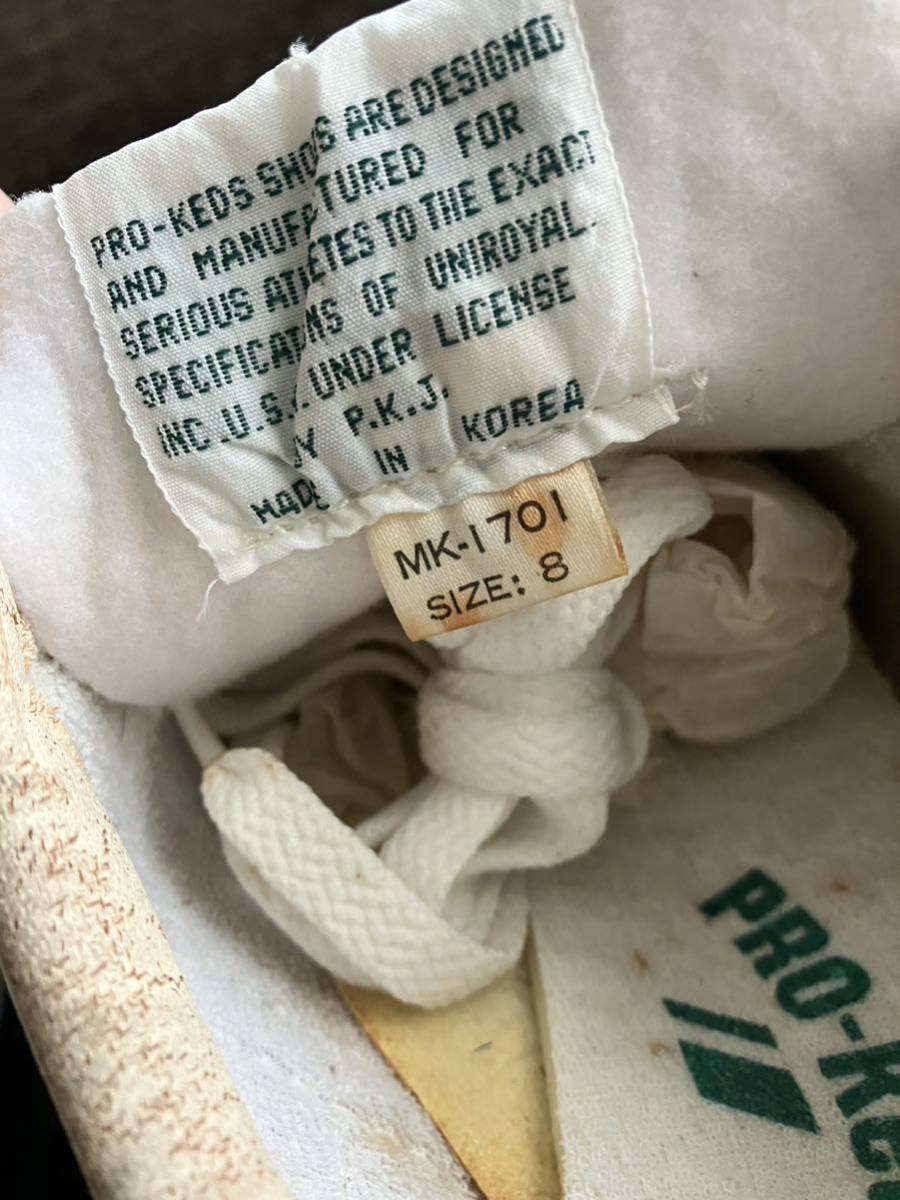 PRO-KEDS SHOES ARE DESIGNED
AND MANUFACTURED FOR
SERIOUS ATHLETES TO THE EXACT
SPECIFICATIONS OF UNIROYAL.
INC. U.S.A. UNDER LICENSE
BY P.K.J.
MADE IN KOREA
MK-1701
SIZE: 8
PRO-Ke